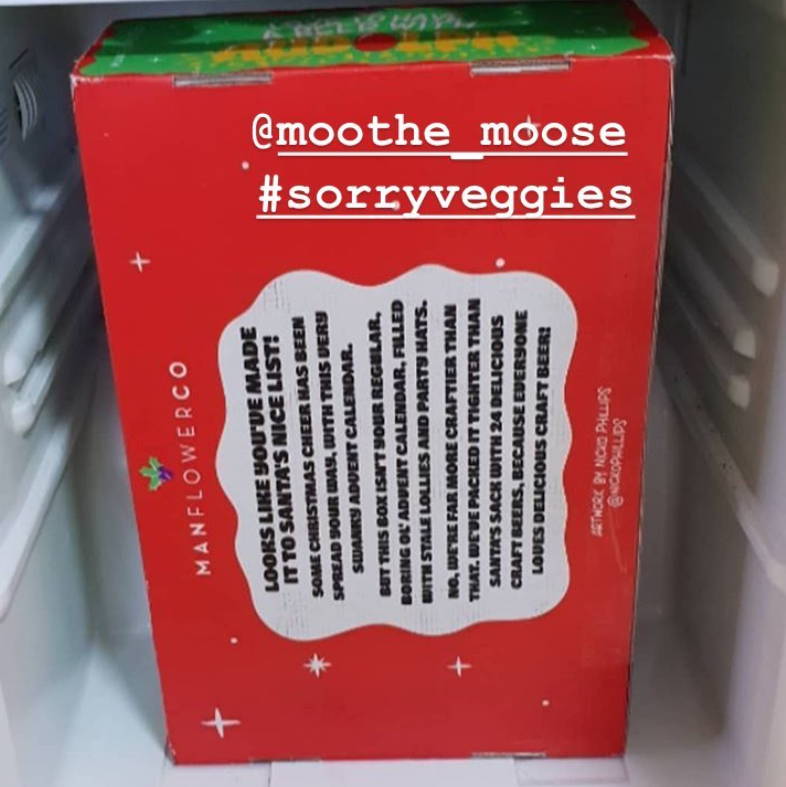 @moothe_moose
#sorryveggies
MANFLOWERCO
LOOKS LIKE YOU'VE MADE
IT TO SANTA'S NICE LIST!
SOME CHRISTMAS CHEER HAS BEEN
SPREAD YOUR WAY, WITH THIS VERY
SWANKY ADVENT CALENDAR.
BUT THIS BOX ISN'T YOUR REGULAR,
BORING OL' ADVENT CALENDAR, FILLED
WITH STALE LOLLIES AND PARTY HATS.
NO, WE'RE FAR MORE CRAFTIER THAN
THAT. WE'VE PACKED IT TIGHTER THAN
SANTA'S SACK WITH 24 DELICIOUS
CRAFT BEERS, BECAUSE EVERYONE
LOVES DELICIOUS CRAFT BEER!
ARTWORK BY NICKO PHILLIPS
@NICKOPHILLIPS